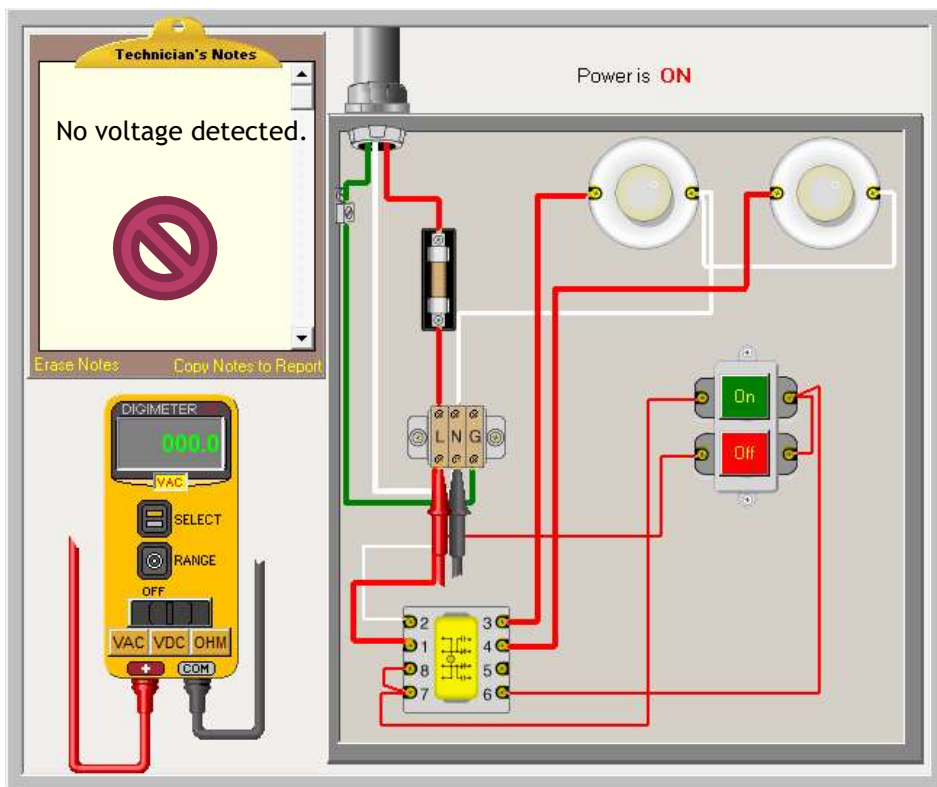 Technician's Notes
No voltage detected.
Erase Notes
Copy Notes to Report
Power is ON
DIGIMETER
000.0
VAC
SELECT
RANGE
OFF
VAC VDC OHM
+ COM
L N G
On
Off
2 3
1 4
8 5
7 6